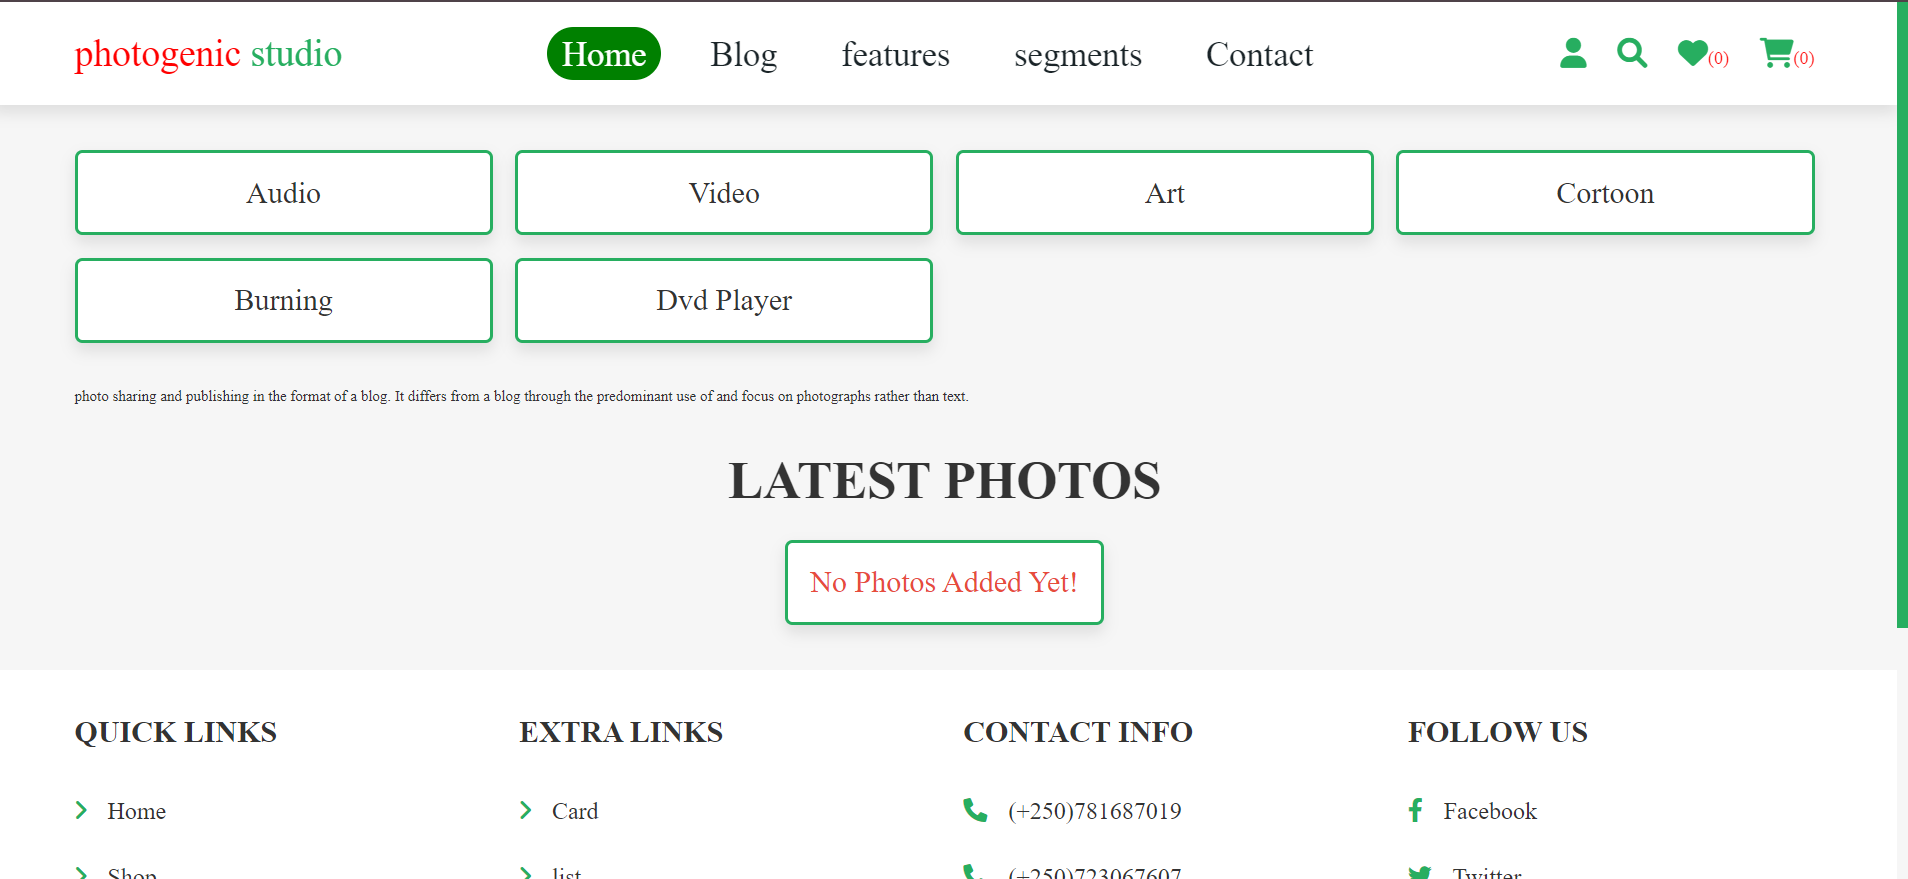 photogenic studio Home Blog features segments Contact (0) (0)
Audio Video Art Cortoon
Burning Dvd Player
photo sharing and publishing in the format of a blog. It differs from a blog through the predominant use of and focus on photographs rather than text.
LATEST PHOTOS
No Photos Added Yet!
QUICK LINKS EXTRA LINKS CONTACT INFO FOLLOW US
Home Card (+250)781687019 Facebook
Shop list (+250)723067607 Twitter